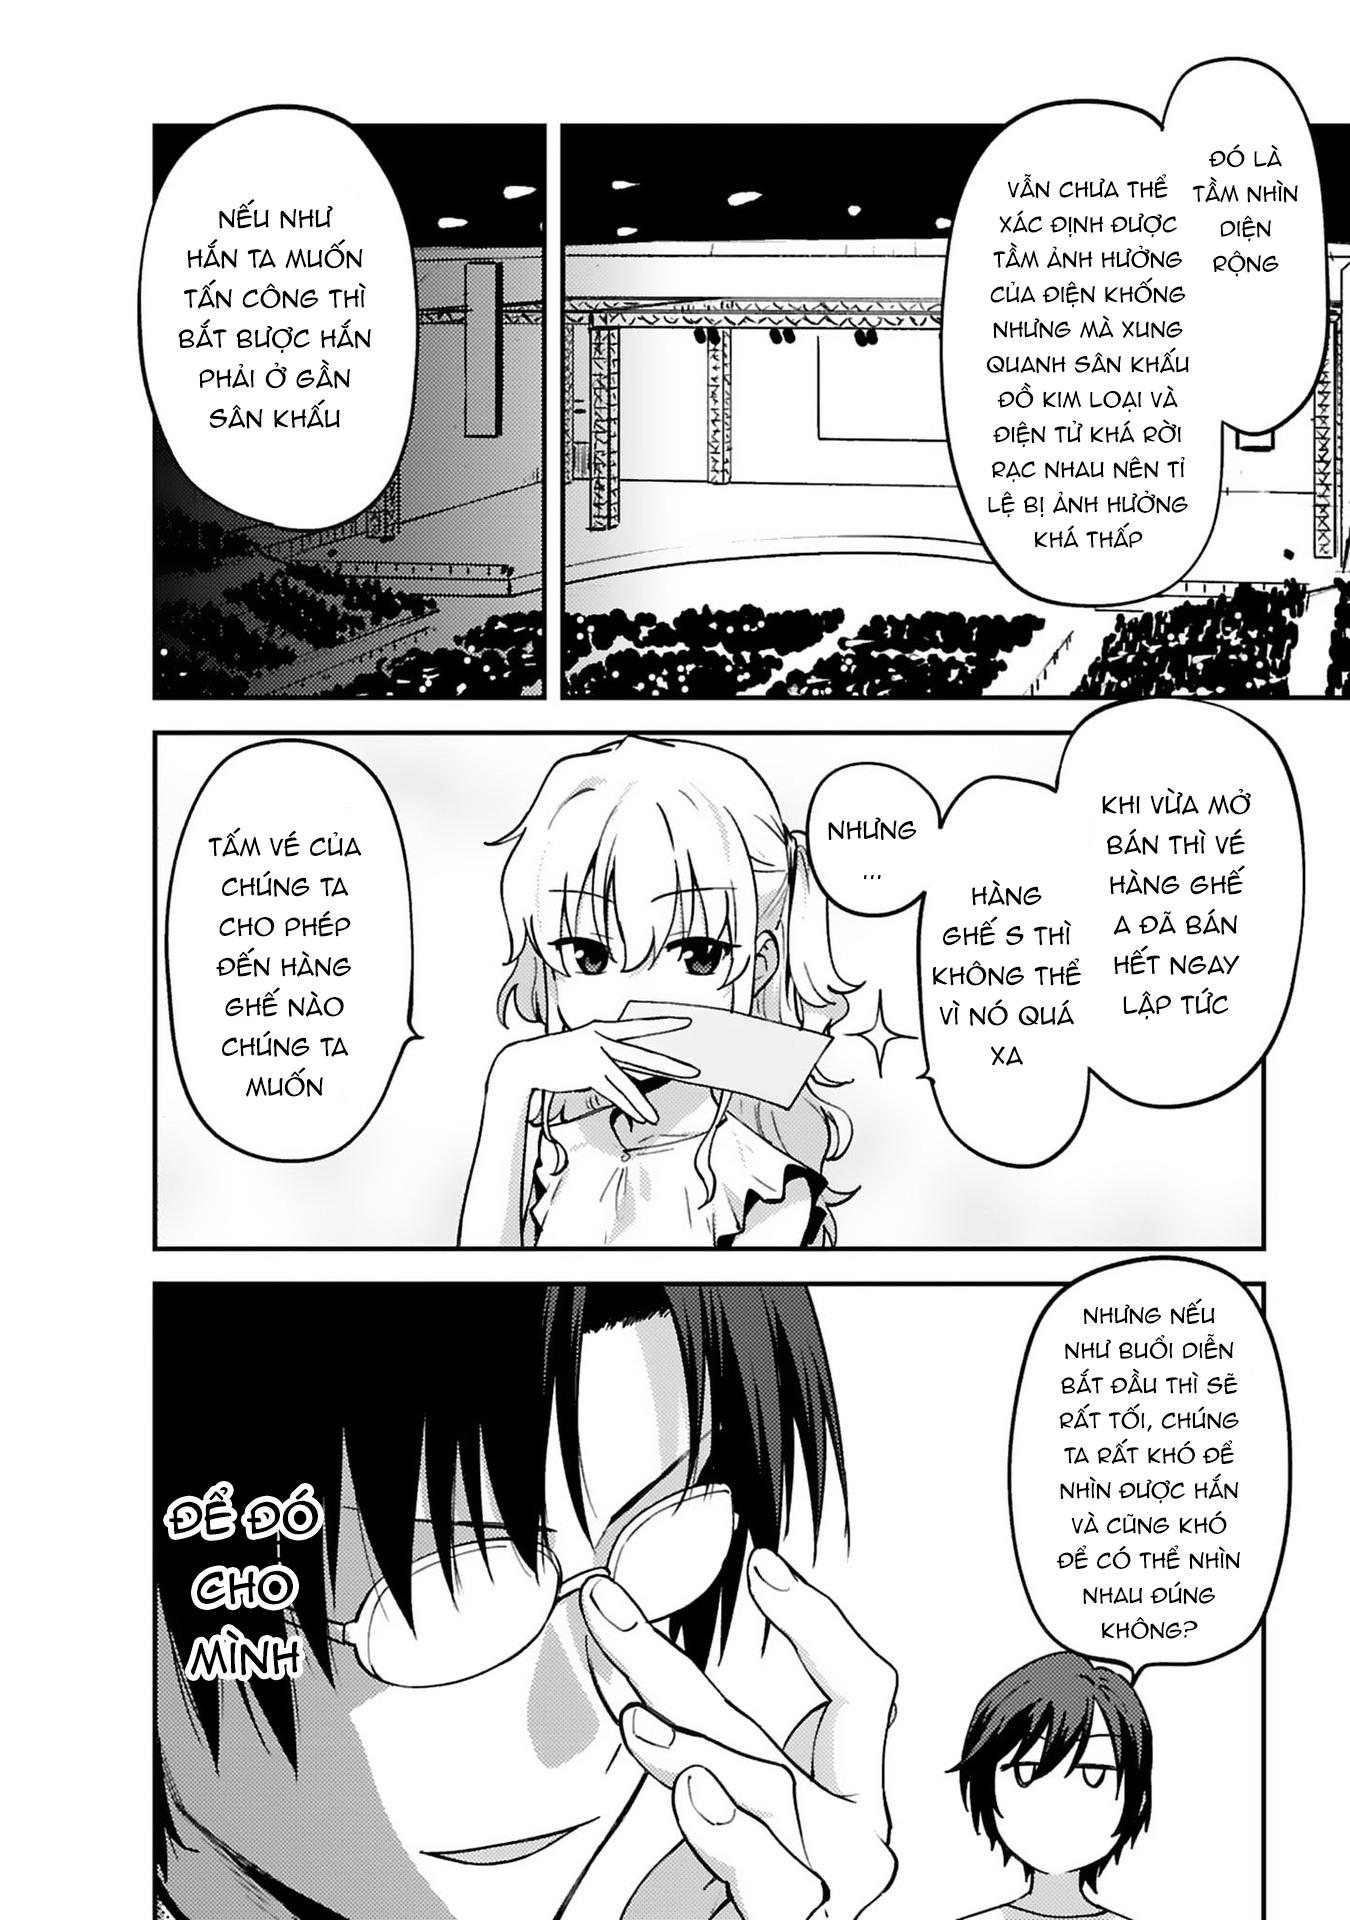 ĐÓ LÀ
TẦM NHÌN
DIỆN
RỘNG
VẪN CHƯA THỂ
XÁC ĐỊNH ĐƯỢC
TẦM ẢNH HƯỞNG
CỦA ĐIỆN KHỐNG
NHƯNG MÀ XUNG
QUANH SÂN KHẤU
ĐỒ KIM LOẠI VÀ
ĐIỆN TỬ KHÁ RỜI
RẠC NHAU NÊN TỈ
LỆ BỊ ẢNH HƯỞNG
KHÁ THẤP
NẾU NHƯ
HẮN TA MUỐN
TẤN CÔNG THÌ
BẮT BƯỢC HẮN
PHẢI Ở GẦN
SÂN KHẤU
KHI VỪA MỞ
BÁN THÌ VÉ
HÀNG GHẾ
A ĐÃ BÁN
HẾT NGAY
LẬP TỨC
HÀNG
GHẾ S THÌ
KHÔNG THỂ
VÌ NÓ QUÁ
XA
NHƯNG
...
TẤM VÉ CỦA
CHÚNG TA
CHO PHÉP
ĐẾN HÀNG
GHẾ NÀO
CHÚNG TA
MUỐN
NHƯNG NẾU
NHƯ BUỔI DIỄN
BẮT ĐẦU THÌ SẼ
RẤT TỐI, CHÚNG
TA RẤT KHÓ ĐỂ
NHÌN ĐƯỢC HẮN
VÀ CŨNG KHÓ
ĐỂ CÓ THỂ NHÌN
NHAU ĐÚNG
KHÔNG?
ĐỂ ĐÓ
CHO
MÌNH